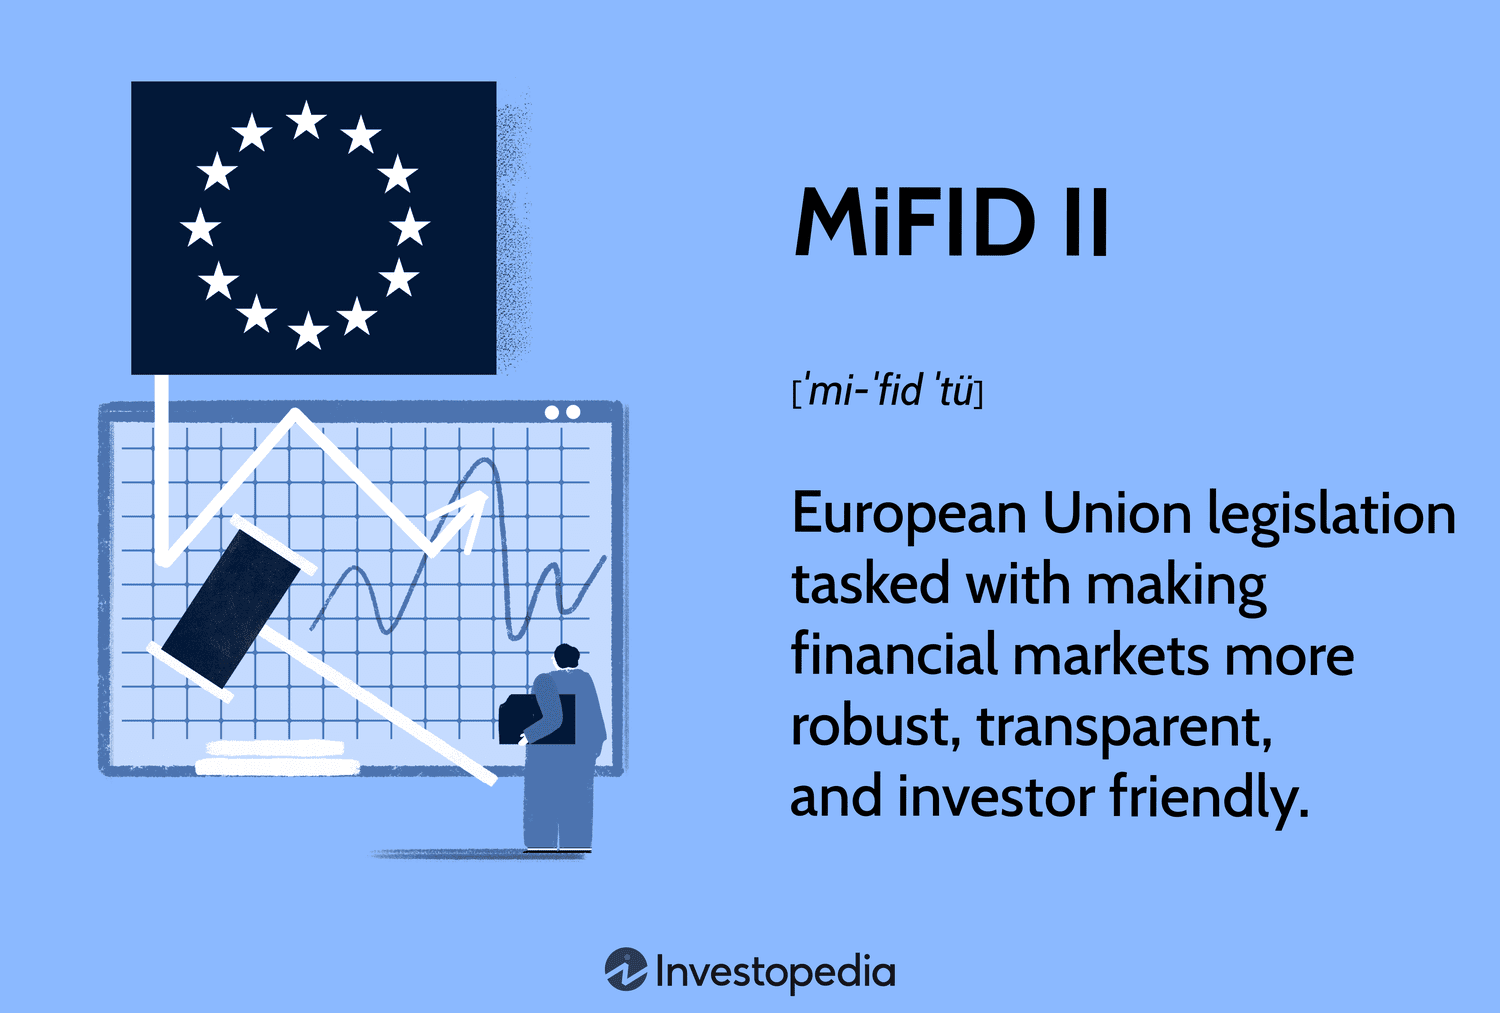 MiFID II
[ˈmi-ˈfid ˈtü]
European Union legislation
tasked with making
financial markets more
robust, transparent,
and investor friendly.
Investopedia